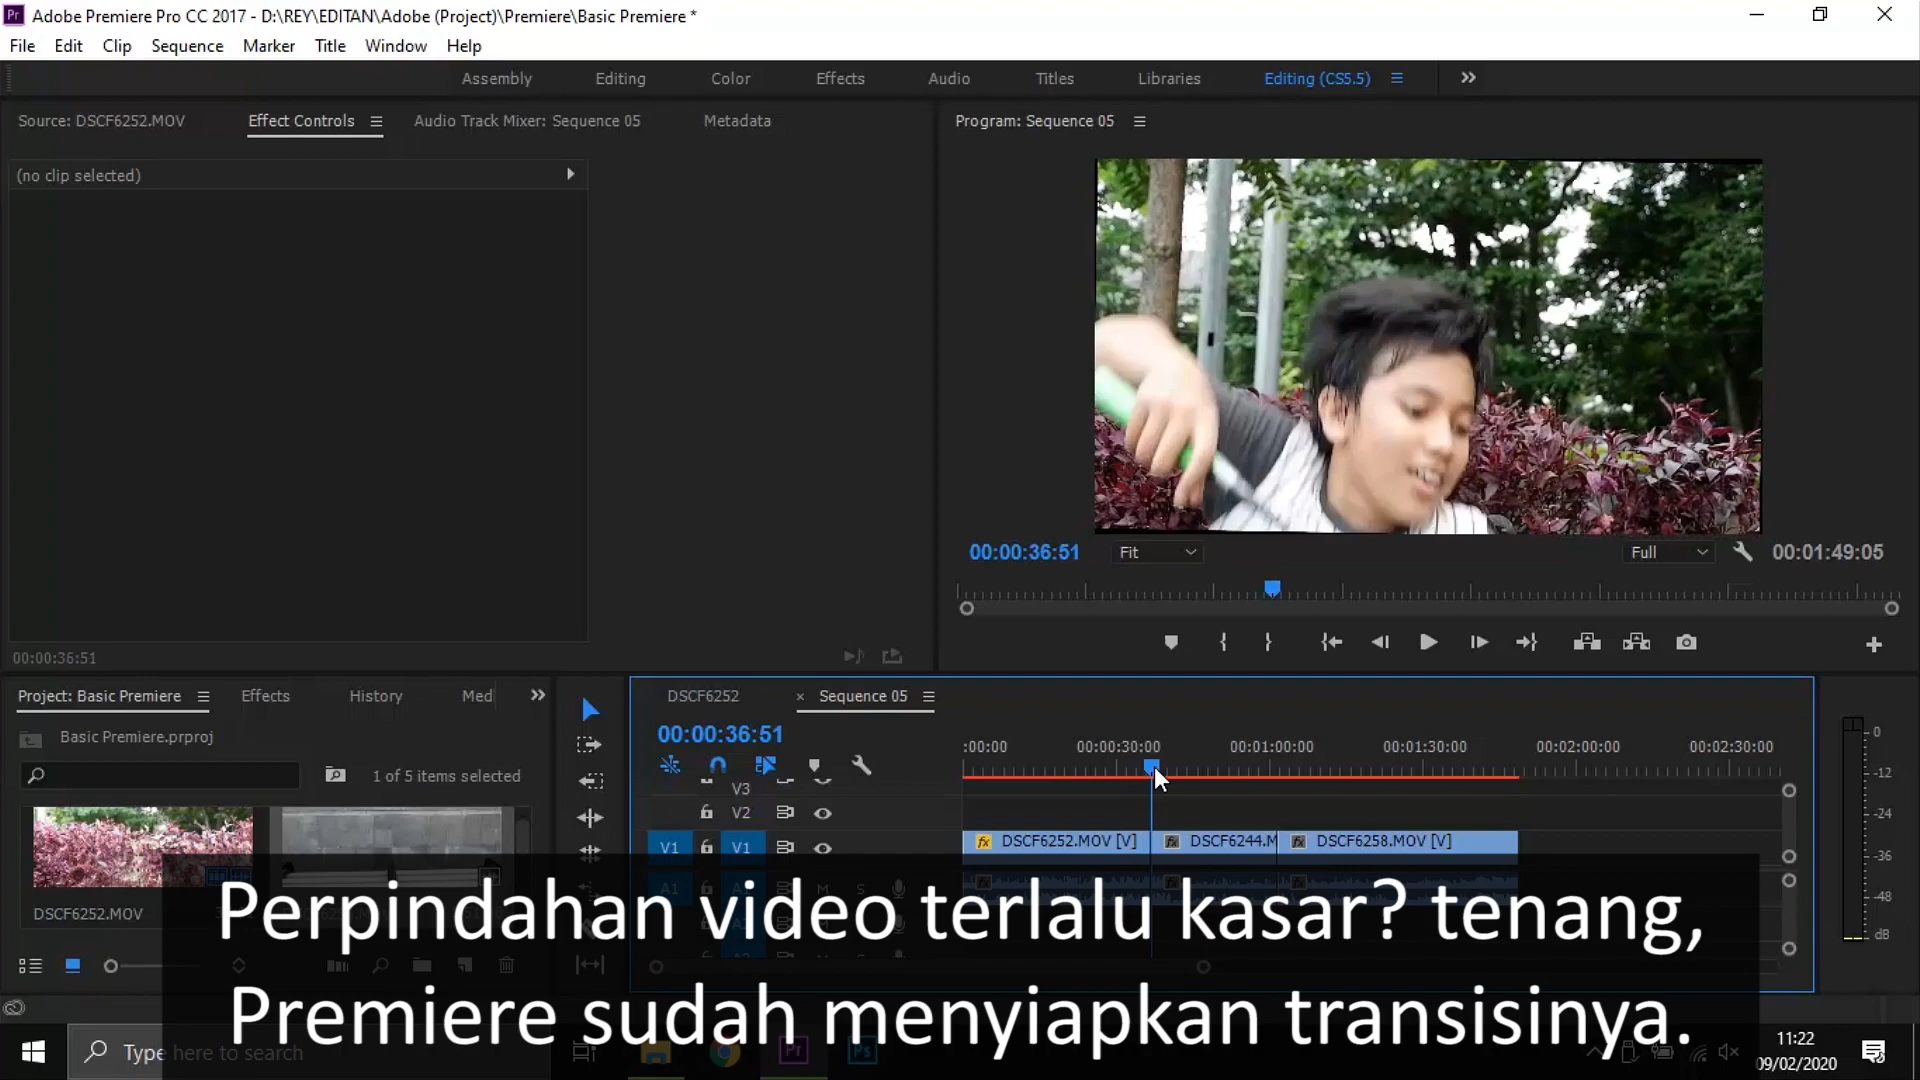 Adobe Premiere Pro CC 2017 - D:\REY\EDITAN\Adobe (Project)\Premiere\Basic Premiere *
File Edit Clip Sequence Marker Title Window Help
Assembly Editing Color Effects Audio Titles Libraries Editing (CS5.5)
Source: DSCF6252.MOV Effect Controls Audio Track Mixer: Sequence 05 Metadata
Program: Sequence 05
(no clip selected)
00:00:36:51 Fit Full 00:01:49:05
00:00:36:51
Project: Basic Premiere Effects History Med
DSCF6252 × Sequence 05
Basic Premiere.prproj
00:00:36:51
1 of 5 items selected
:00:00 00:00:30:00 00:01:00:00 00:01:30:00 00:02:00:00 00:02:30:00
V3
V2
V1 V1
DSCF6252.MOV [V] DSCF6244.M DSCF6258.MOV [V]
A1 M S
DSCF6252.MOV
0
-12
-24
-36
-48
dB
Perpindahan video terlalu kasar? tenang,
Premiere sudah menyiapkan transisinya.
Type here to search
11:22
09/02/2020